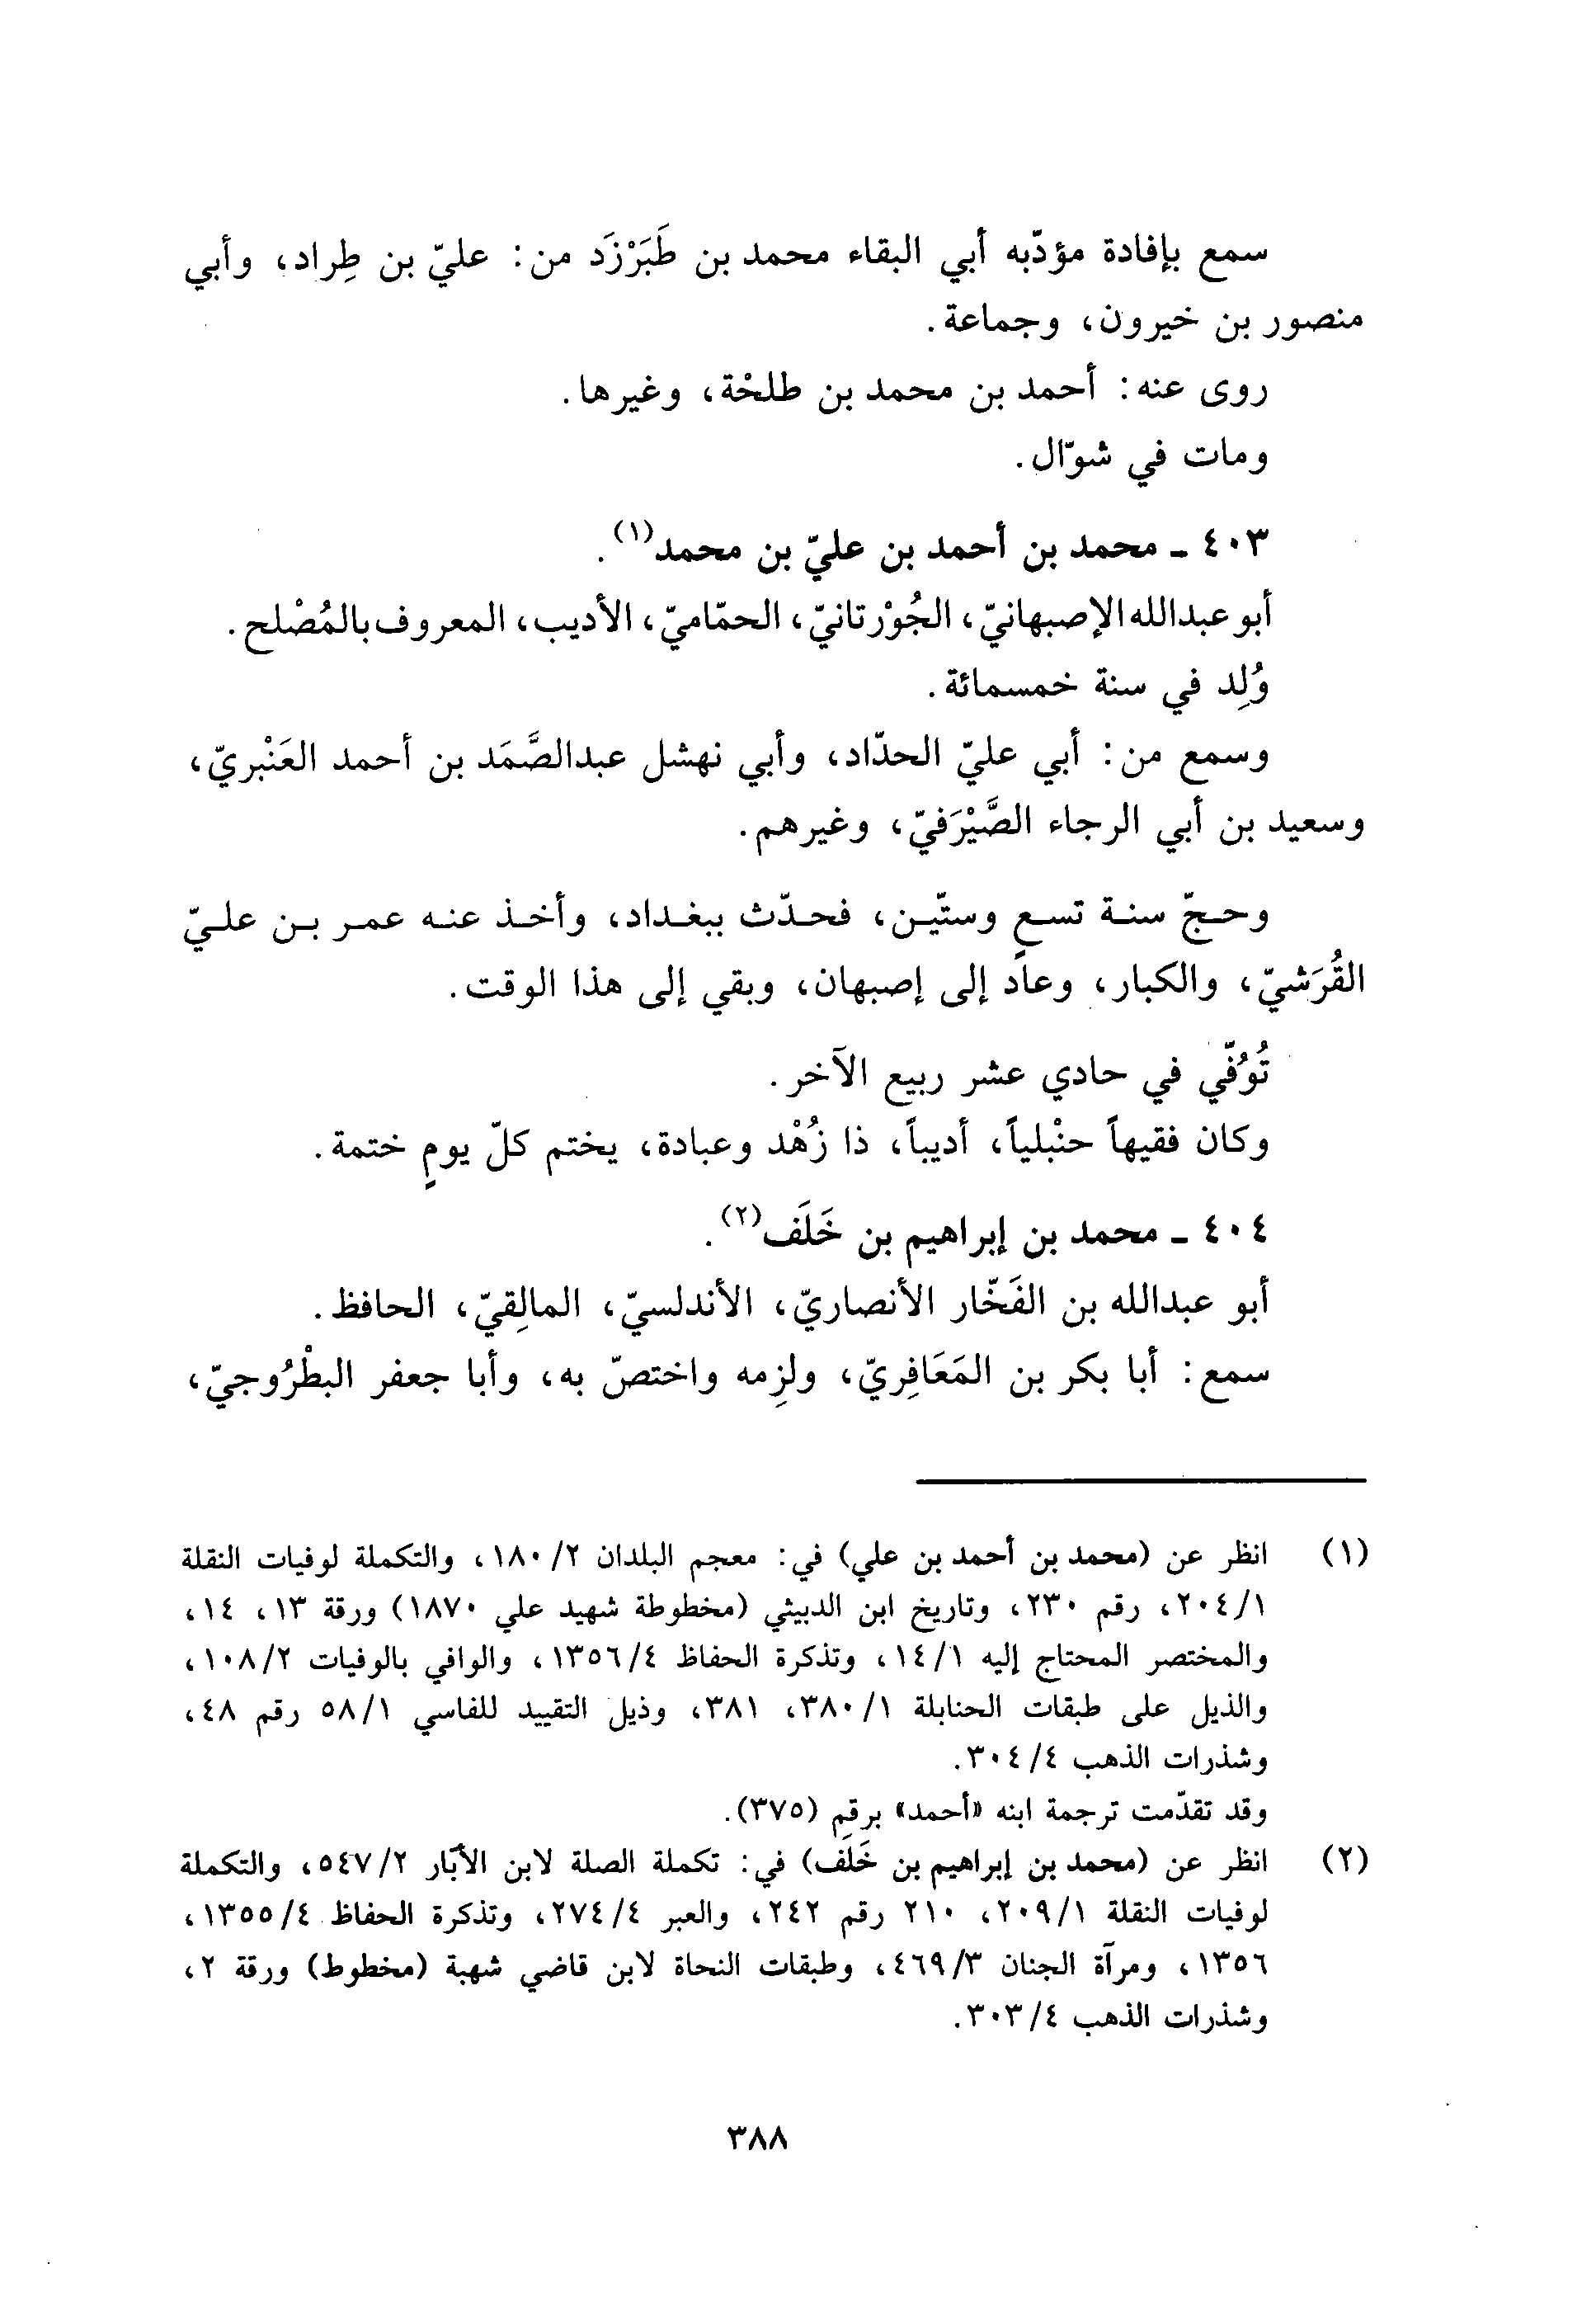 سمع بإفادة مؤدّبه أبي البقاء محمد بن طَبَرْزَد من: عليّ بن طِراد، وأبي
منصور بن خيرون، وجماعة.
روى عنه: أحمد بن محمد بن طلحْة، وغيرها.
ومات في شوّال.
٤٠٣ ـ محمد بن أحمد بن عليّ بن محمد(١).
أبو عبدالله الإصبهانيّ، الجُوْرتانيّ، الحمّاميّ، الأديب، المعروف بالمُصْلح.
وُلِد في سنة خمسمائة.
وسمع من: أبي عليّ الحدّاد، وأبي نهشل عبدالصَّمَد بن أحمد العَنْبريّ،
وسعيد بن أبي الرجاء الصَّيْرَفيّ، وغيرهم.
وحجّ سنة تسعٍ وستّين، فحدّث ببغداد، وأخذ عنه عمر بن عليّ
القُرَشيّ، والكبار، وعاد إلى إصبهان، وبقي إلى هذا الوقت.
تُوُفّي في حادي عشر ربيع الآخر.
وكان فقيهاً حنْبلياً، أديباً، ذا زُهْد وعبادة، يختم كلّ يومٍ ختمة.
٤٠٤ ـ محمد بن إبراهيم بن خَلَف(٢).
أبو عبدالله بن الفَخّار الأنصاريّ، الأندلسيّ، المالِقيّ، الحافظ.
سمع: أبا بكر بن المَعَافِريّ، ولزِمه واختصّ به، وأبا جعفر البطْرُوجيّ،
(١) انظر عن (محمد بن أحمد بن علي) في: معجم البلدان ٢/١٨٠، والتكملة لوفيات النقلة
١/٢٠٤، رقم ٢٣٠، وتاريخ ابن الدبيثي (مخطوطة شهيد علي ١٨٧٠) ورقة ١٣، ١٤،
والمختصر المحتاج إليه ١/١٤، وتذكرة الحفاظ ٤/١٣٥٦، والوافي بالوفيات ٢/١٠٨،
والذيل على طبقات الحنابلة ١/٣٨٠، ٣٨١، وذيل التقييد للفاسي ١/٥٨ رقم ٤٨،
وشذرات الذهب ٤/٣٠٤.
وقد تقدّمت ترجمة ابنه «أحمد» برقم (٣٧٥).
(٢) انظر عن (محمد بن إبراهيم بن خَلَف) في: تكملة الصلة لابن الأبّار ٢/٥٤٧، والتكملة
لوفيات النقلة ١/٢٠٩، ٢١٠ رقم ٢٤٢، والعبر ٤/٢٧٤، وتذكرة الحفاظ ٤/١٣٥٥،
١٣٥٦، ومرآة الجنان ٣/٤٦٩، وطبقات النحاة لابن قاضي شهبة (مخطوط) ورقة ٢،
وشذرات الذهب ٤/٣٠٣.
٣٨٨